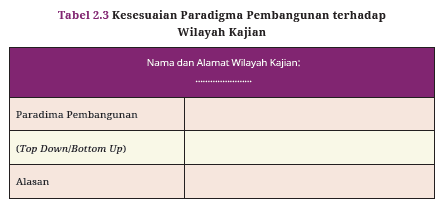 Tabel 2.3 Kesesuaian Paradigma Pembangunan terhadap
Wilayah Kajian
Nama dan Alamat Wilayah Kajian:
........................
Paradima Pembangunan
(Top Down/Bottom Up)
Alasan